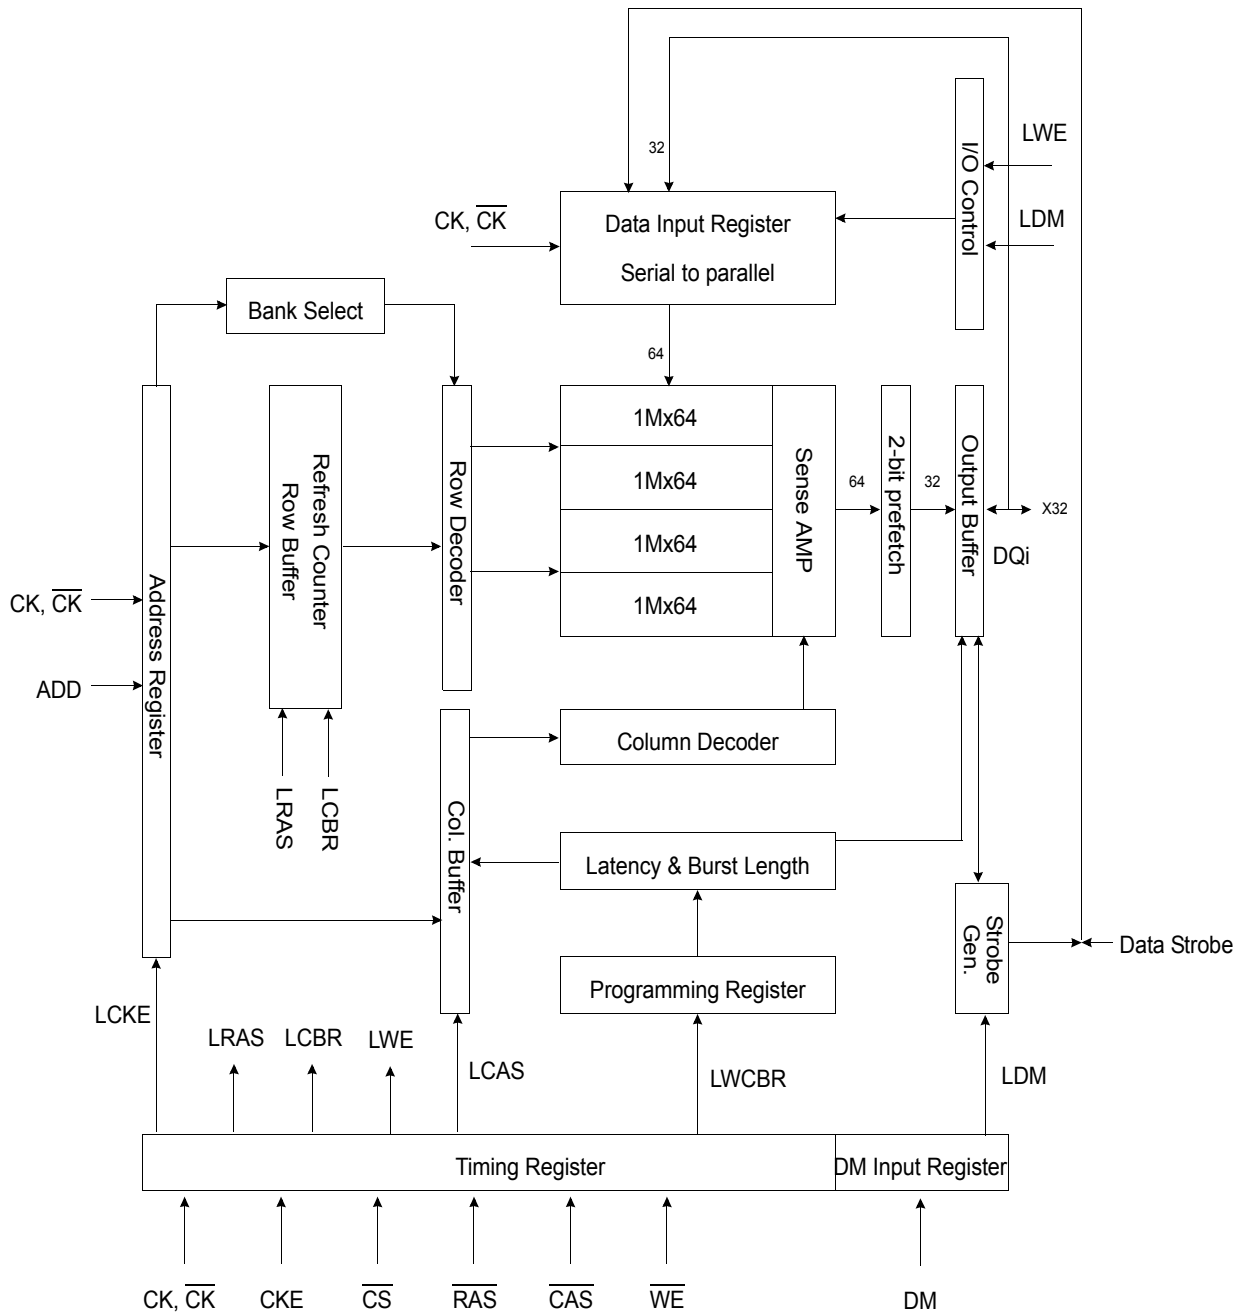 LWE
32
I/O Control
CK, CK
Data Input Register
LDM
Serial to parallel
Bank Select
64
1Mx64
1Mx64
1Mx64
1Mx64
Sense AMP
64
2-bit prefetch
32
Output Buffer
X32
DQi
Refresh Counter
Row Buffer
Row Decoder
Address Register
CK, CK
ADD
LRAS
LCBR
Col. Buffer
Column Decoder
Latency & Burst Length
Strobe
Gen.
Data Strobe
Programming Register
LCKE
LRAS
LCBR
LWE
LCAS
LWCBR
LDM
Timing Register
DM Input Register
CK, CK
CKE
CS
RAS
CAS
WE
DM